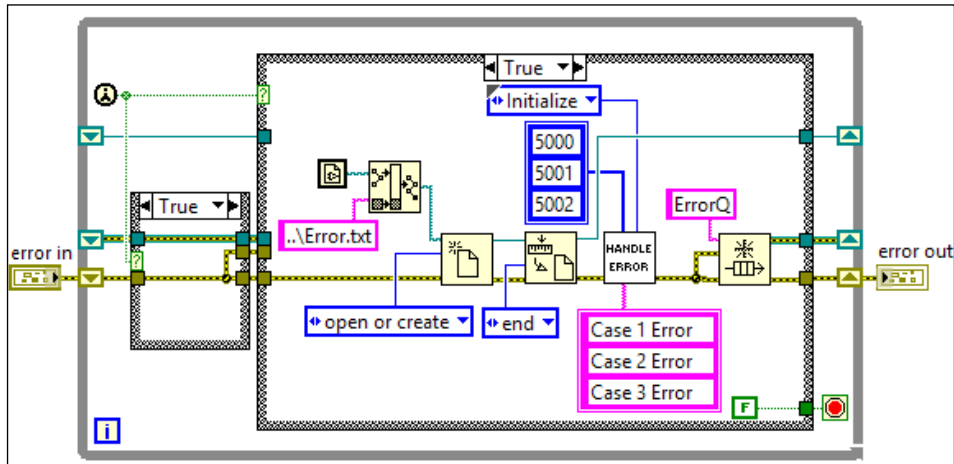 True
Initialize
5000
5001
5002
True
..\Error.txt
ErrorQ
error in
HANDLE
ERROR
error out
open or create
end
Case 1 Error
Case 2 Error
Case 3 Error
F
i